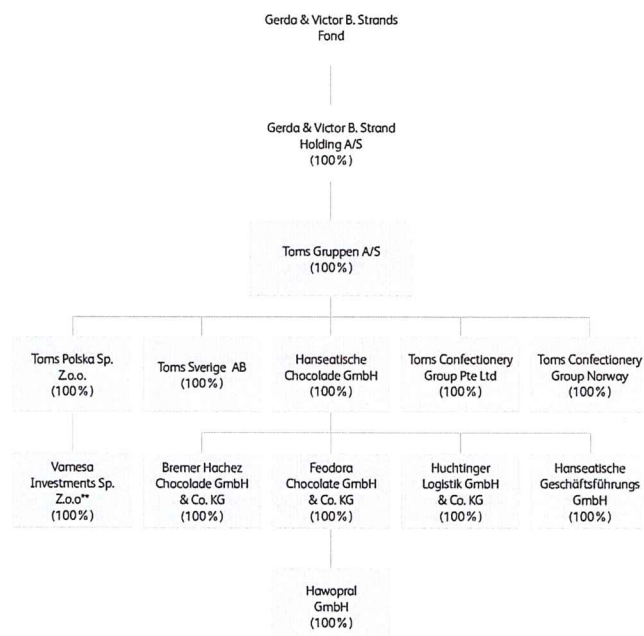 Gerda & Victor B. Strands
Fond
Gerda & Victor B. Strand
Holding A/S
(100%)
Toms Gruppen A/S
(100%)
Toms Polska Sp.
Z.o.o.
(100%)
Toms Sverige AB
(100%)
Hanseatische
Chocolade GmbH
(100%)
Toms Confectionery
Group Pte Ltd
(100%)
Toms Confectionery
Group Norway
(100%)
Vamesa
Investments Sp.
Z.o.o**
(100%)
Bremer Hachez
Chocolade GmbH
& Co. KG
(100%)
Feodora
Chocolate GmbH
& Co. KG
(100%)
Huchtinger
Logistik GmbH
& Co. KG
(100%)
Hanseatische
Geschäftsführungs
GmbH
(100%)
Hawopral
GmbH
(100%)